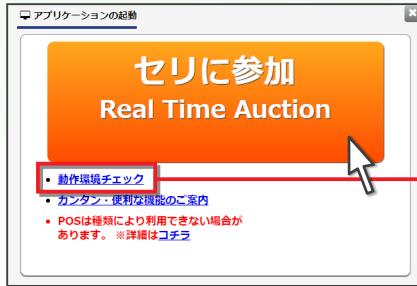 アプリケーションの起動
セリに参加
Real Time Auction
動作環境チェック
カンタン・便利な機能のご案内
POSは種類により利用できない場合が
あります。 ※詳細はコチラ